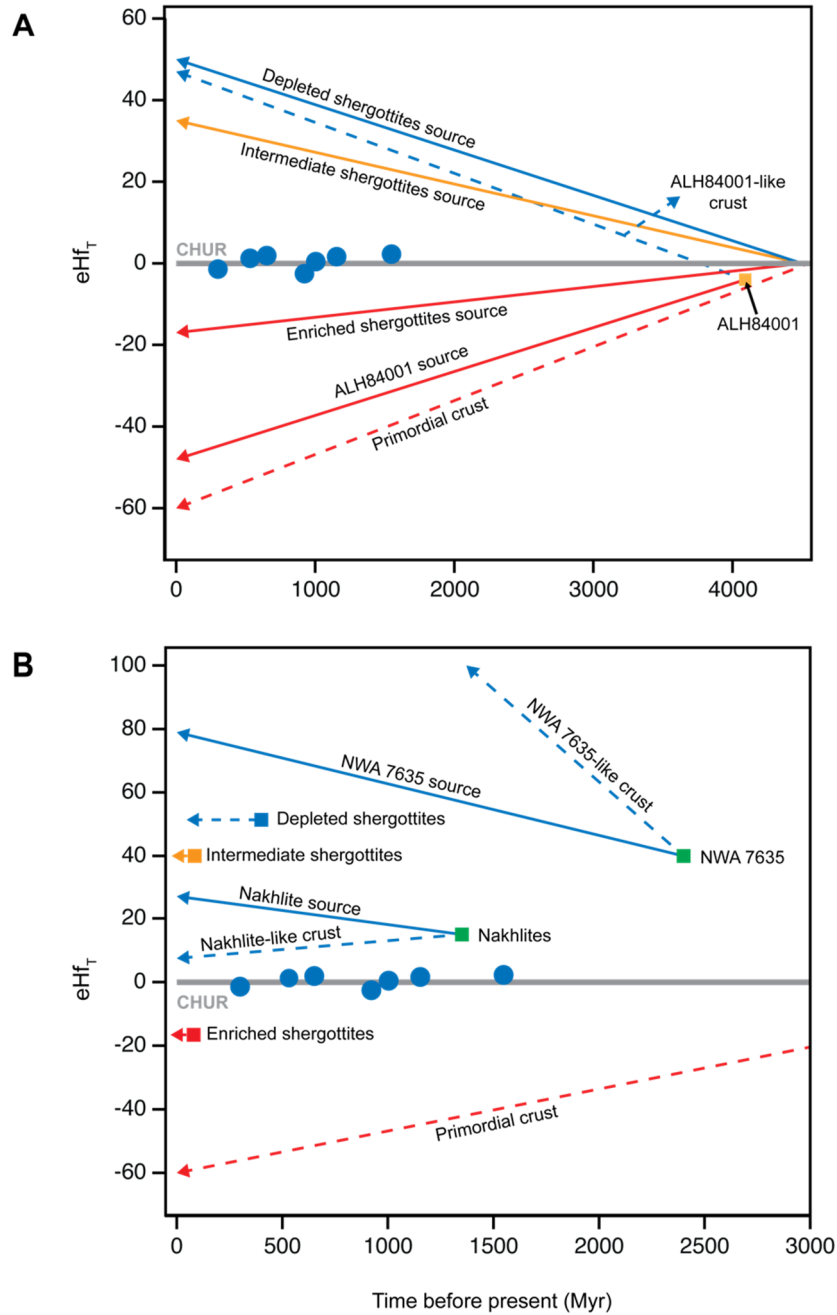 A
60
40
20
0
-20
-40
-60
eHfT
Depleted shergottites source
Intermediate shergottites source
ALH84001-like
crust
CHUR
Enriched shergottites source
ALH84001
ALH84001 source
Primordial crust
0
1000
2000
3000
4000
B
100
80
60
40
20
0
-20
-40
-60
eHfT
NWA 7635-like crust
NWA 7635 source
Depleted shergottites
Intermediate shergottites
NWA 7635
Nakhlite source
Nakhlite-like crust
Nakhlites
CHUR
Enriched shergottites
Primordial crust
0
500
1000
1500
2000
2500
3000
Time before present (Myr)